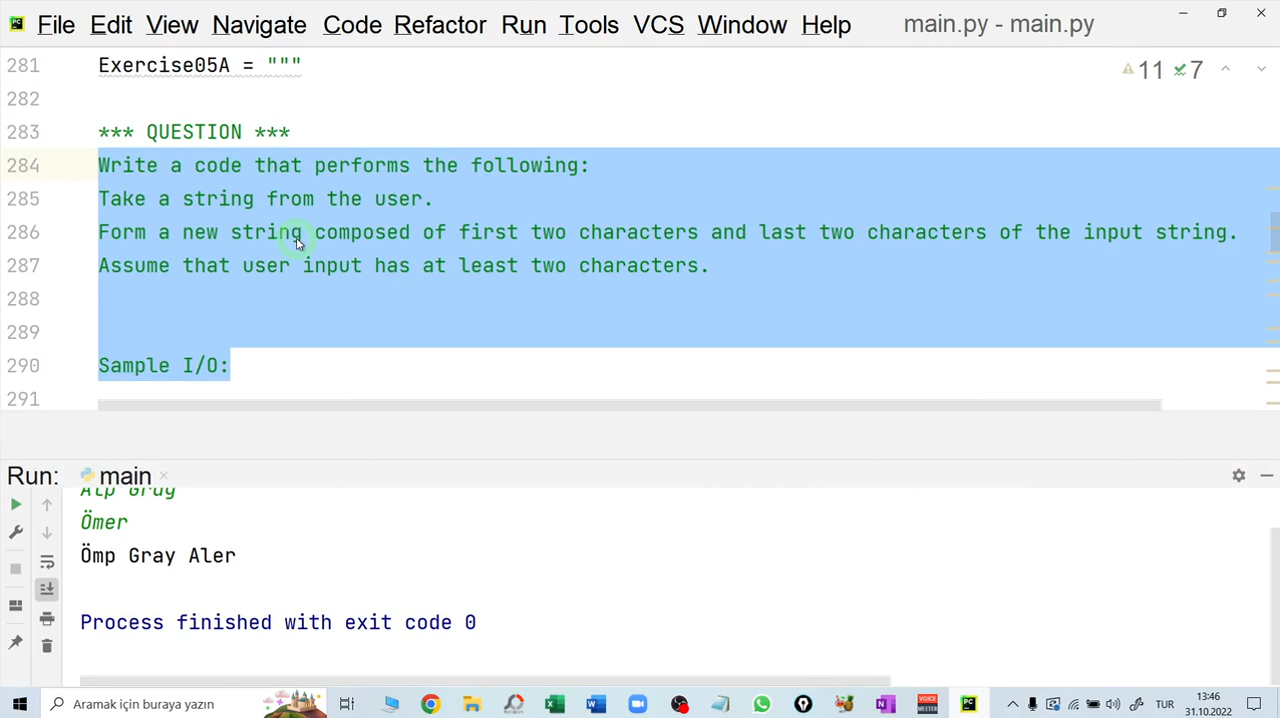 File Edit View Navigate Code Refactor Run Tools VCS Window Help main.py - main.py
281 Exercise05A = """
11 7
282
283 *** QUESTION ***
284 Write a code that performs the following:
285 Take a string from the user.
286 Form a new string composed of first two characters and last two characters of the input string.
287 Assume that user input has at least two characters.
288
289
290 Sample I/O:
291
Run: main
Alp Gray
Ömer
Ömp Gray Aler
Process finished with exit code 0
Aramak için buraya yazın
TUR
13:46
31.10.2022